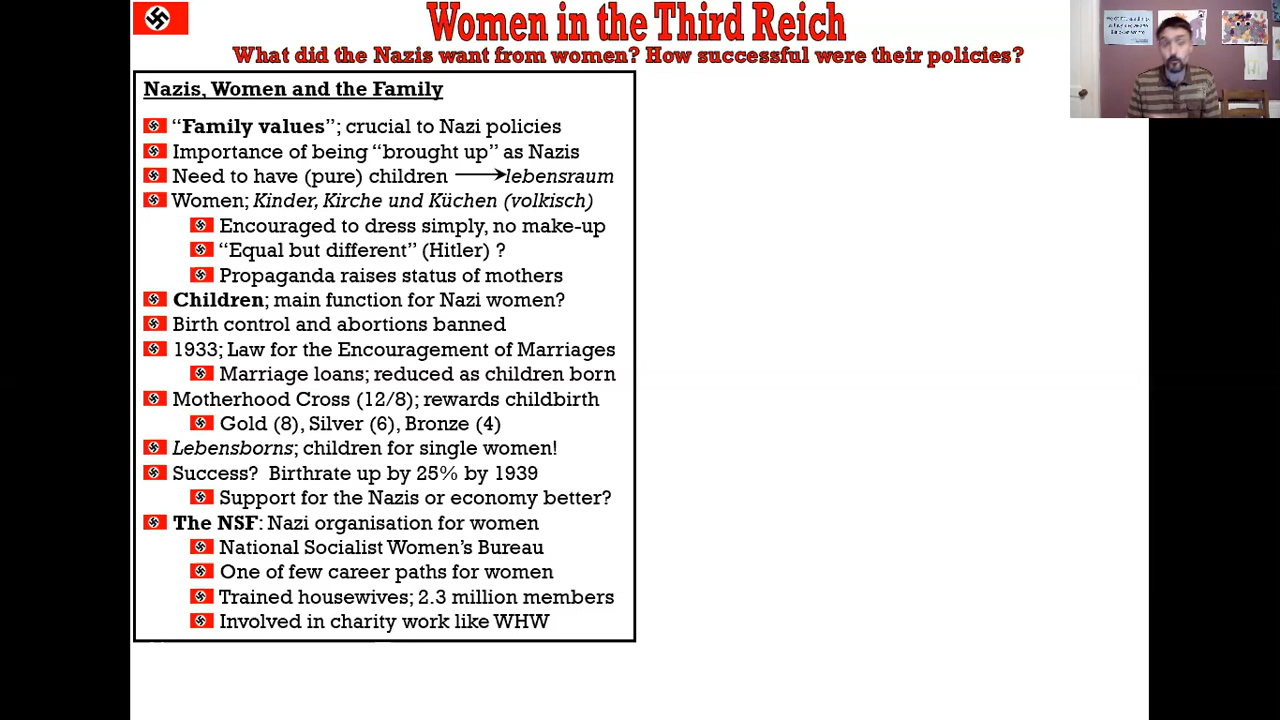 Women in the Third Reich
What did the Nazis want from women? How successful were their policies?
Nazis, Women and the Family
"Family values"; crucial to Nazi policies
Importance of being "brought up" as Nazis
Need to have (pure) children → lebensraum
Women; Kinder, Kirche und Küchen (volkisch)
Encouraged to dress simply, no make-up
"Equal but different" (Hitler) ?
Propaganda raises status of mothers
Children; main function for Nazi women?
Birth control and abortions banned
1933; Law for the Encouragement of Marriages
Marriage loans; reduced as children born
Motherhood Cross (12/8); rewards childbirth
Gold (8), Silver (6), Bronze (4)
Lebensborns; children for single women!
Success? Birthrate up by 25% by 1939
Support for the Nazis or economy better?
The NSF: Nazi organisation for women
National Socialist Women's Bureau
One of few career paths for women
Trained housewives; 2.3 million members
Involved in charity work like WHW